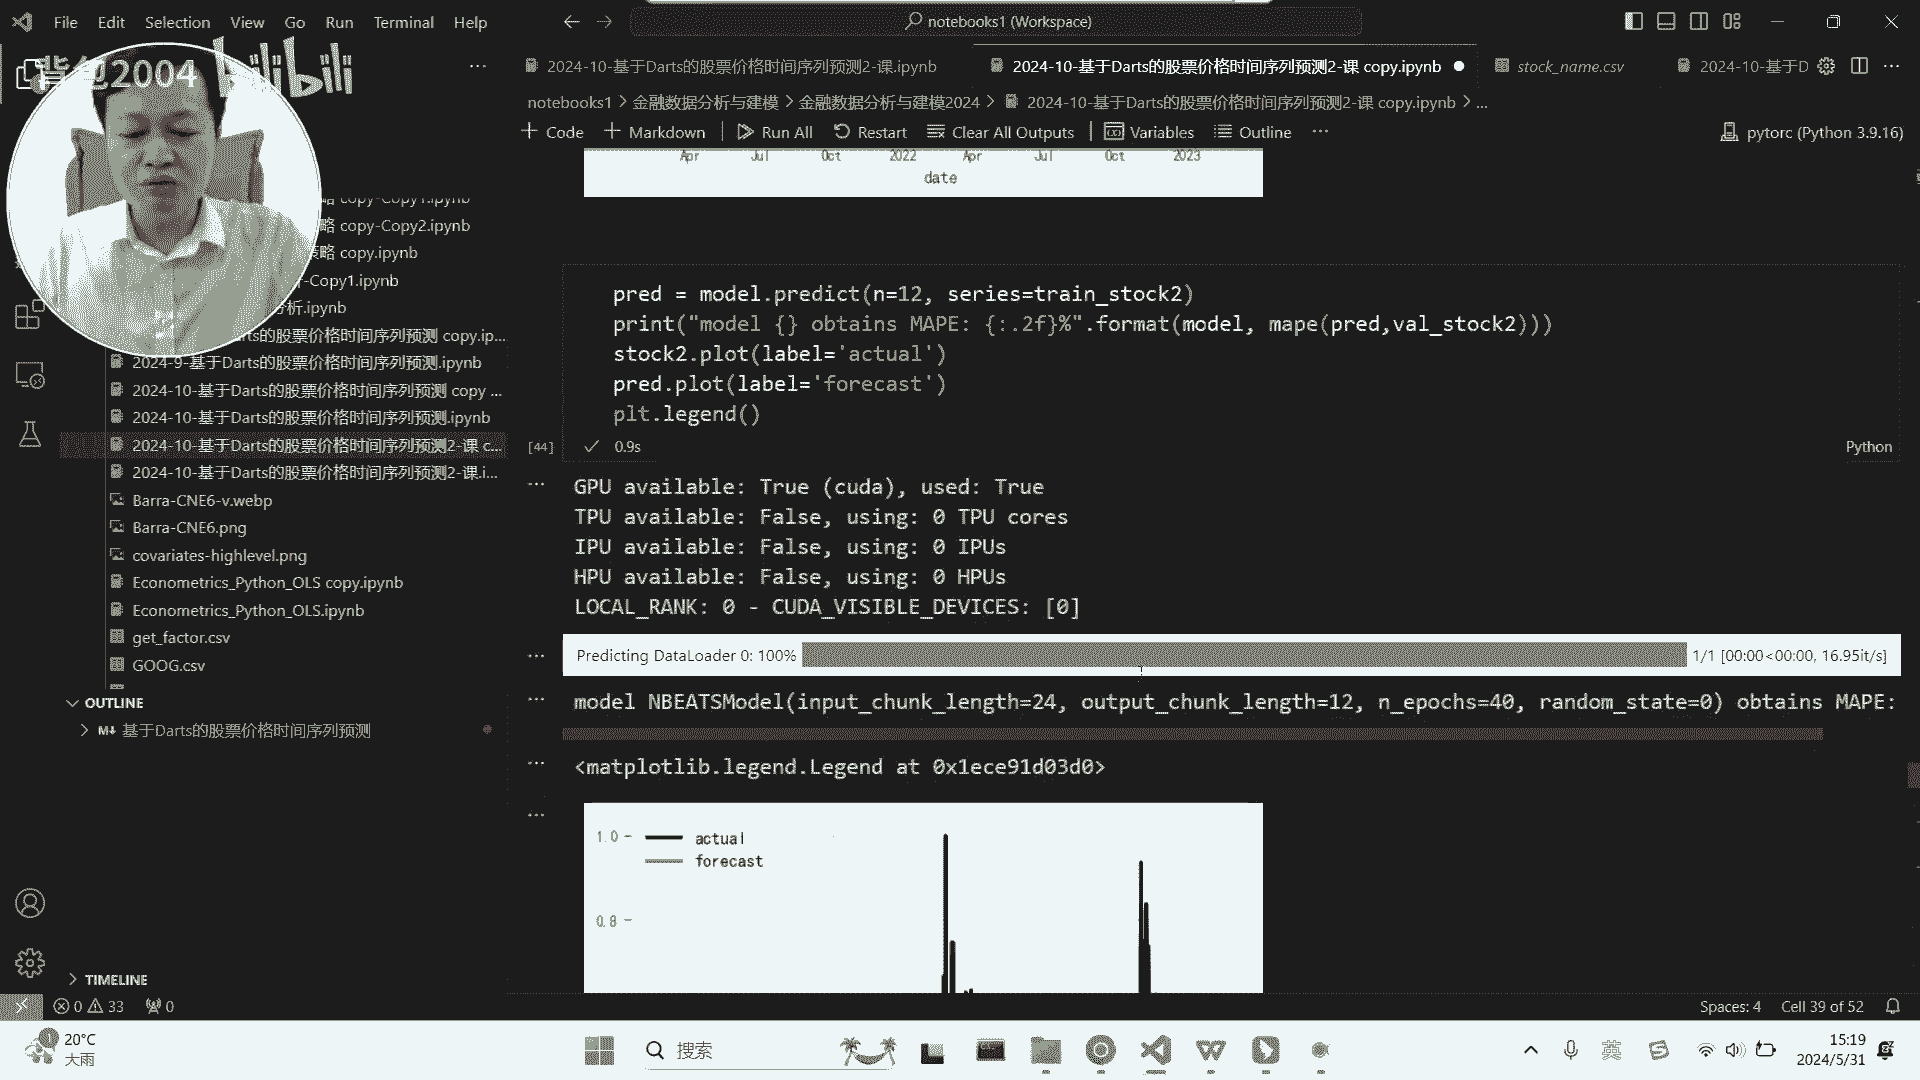 File Edit Selection View Go Run Terminal Help
notebooks1 (Workspace)
背包2004 bilibili
2024-10-基于Darts的股票价格时间序列预测2-课.ipynb
2024-10-基于Darts的股票价格时间序列预测2-课 copy.ipynb
stock_name.csv
2024-10-基于D
notebooks1 > 金融数据分析与建模 > 金融数据分析与建模2024 > 2024-10-基于Darts的股票价格时间序列预测2-课 copy.ipynb > ...
+ Code + Markdown Run All Restart Clear All Outputs Variables Outline ...
pytorc (Python 3.9.16)
略 copy-Copy1.ipynb
略 copy-Copy2.ipynb
策略 copy.ipynb
-Copy1.ipynb
分析.ipynb
ts的股票价格时间序列预测 copy.ip...
2024-9-基于Darts的股票价格时间序列预测.ipynb
2024-10-基于Darts的股票价格时间序列预测 copy ...
2024-10-基于Darts的股票价格时间序列预测.ipynb
2024-10-基于Darts的股票价格时间序列预测2-课 c...
2024-10-基于Darts的股票价格时间序列预测2-课.i...
Barra-CNE6-v.webp
Barra-CNE6.png
covariates-highlevel.png
Econometrics_Python_OLS copy.ipynb
Econometrics_Python_OLS.ipynb
get_factor.csv
GOOG.csv
OUTLINE
基于Darts的股票价格时间序列预测
TIMELINE
Apr Jul Oct 2022 Apr Jul Oct 2023
date
pred = model.predict(n=12, series=train_stock2)
print("model {} obtains MAPE: {:.2f}%".format(model, mape(pred,val_stock2)))
stock2.plot(label='actual')
pred.plot(label='forecast')
plt.legend()
[44] 0.9s
Python
GPU available: True (cuda), used: True
TPU available: False, using: 0 TPU cores
IPU available: False, using: 0 IPUs
HPU available: False, using: 0 HPUs
LOCAL_RANK: 0 - CUDA_VISIBLE_DEVICES: [0]
Predicting DataLoader 0: 100% 1/1 [00:00<00:00, 16.95it/s]
model NBEATSModel(input_chunk_length=24, output_chunk_length=12, n_epochs=40, random_state=0) obtains MAPE:
<matplotlib.legend.Legend at 0x1ece91d03d0>
1.0
actual
forecast
0.8
0 33 0
Spaces: 4 Cell 39 of 52
20°C
大雨
搜索
英
15:19
2024/5/31